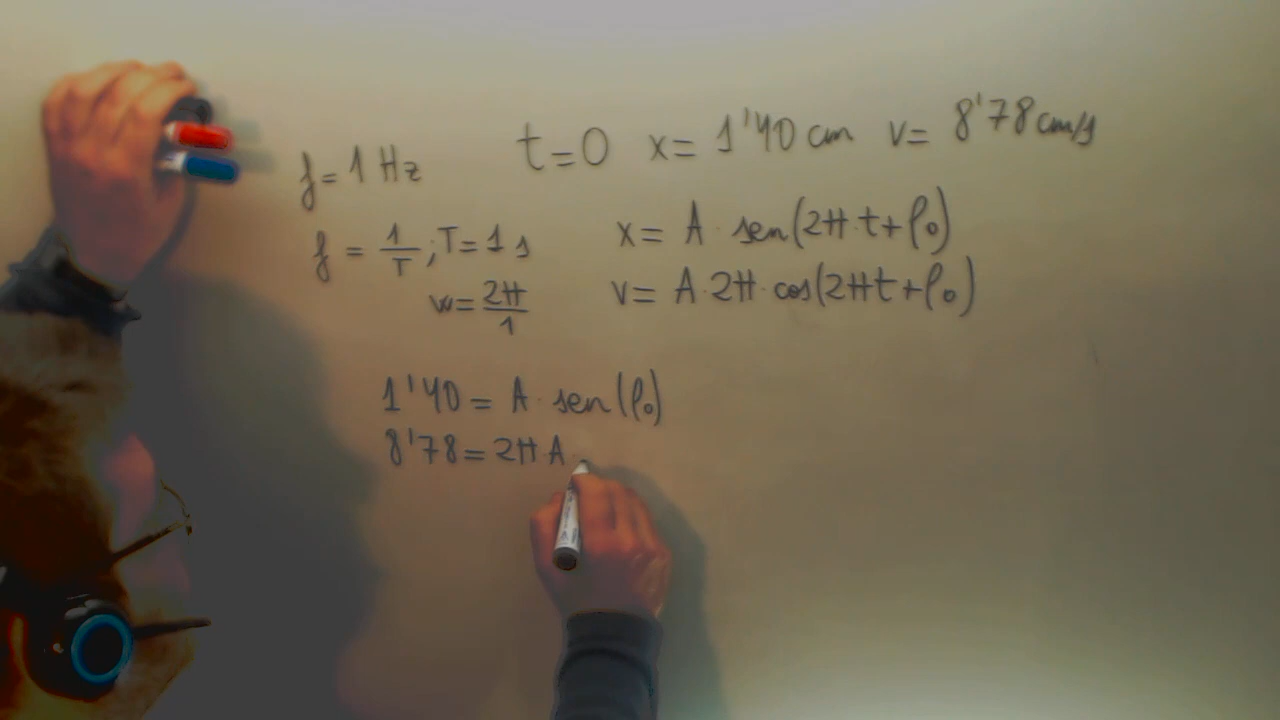 f = 1 Hz t=0 x= 1'40 cm v= 8'78 cm/s
f = 1/T ; T= 1 s x= A · sen(2π·t+φ₀)
w= 2π/1 v= A·2π·cos(2πt+φ₀)
1'40 = A · sen(φ₀)
8'78= 2π A ·